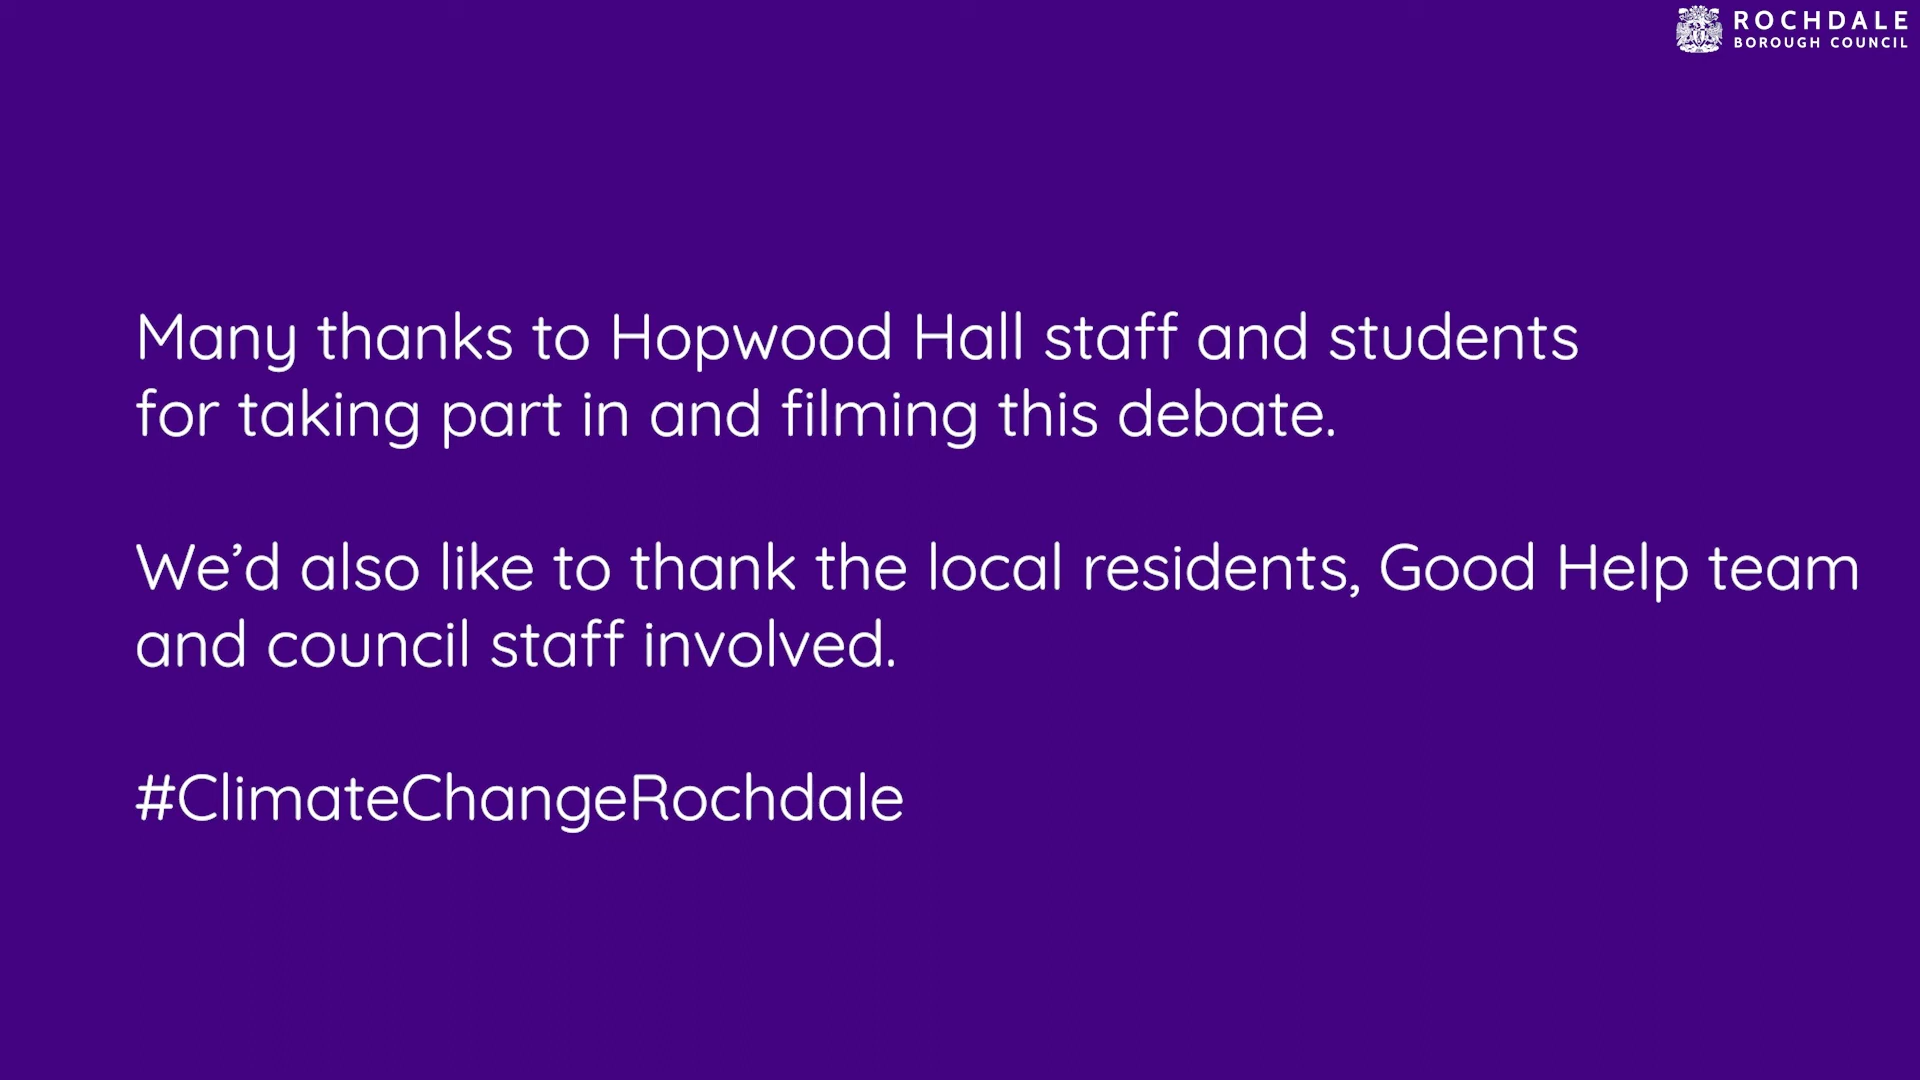 ROCHDALE
BOROUGH COUNCIL
Many thanks to Hopwood Hall staff and students
for taking part in and filming this debate.
We’d also like to thank the local residents, Good Help team
and council staff involved.
#ClimateChangeRochdale